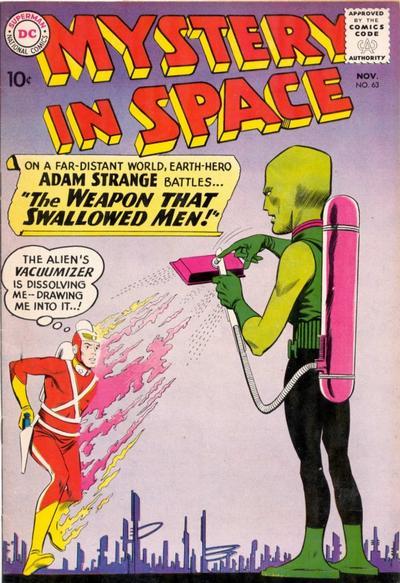 SUPERMAN
DC
NATIONAL COMICS
10¢
MYSTERY
IN SPACE
APPROVED
BY THE
COMICS
CODE
CA
AUTHORITY
NOV.
NO. 63
ON A FAR-DISTANT WORLD, EARTH-HERO
ADAM STRANGE BATTLES...
"The WEAPON THAT
SWALLOWED MEN!"
THE ALIEN'S
VACUUMIZER
IS DISSOLVING
ME--DRAWING
ME INTO IT..!